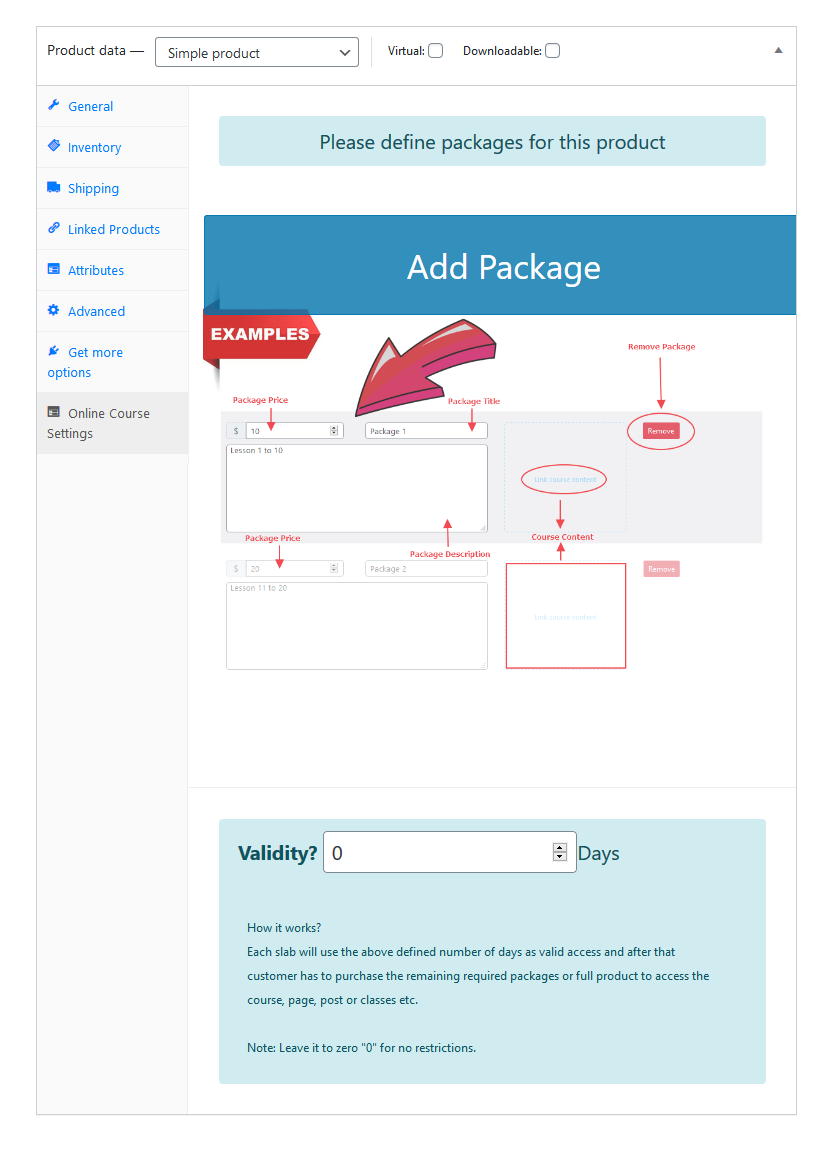 Product data —
Simple product
Virtual:
Downloadable:
General
Inventory
Shipping
Linked Products
Attributes
Advanced
Get more
options
Online Course
Settings
Please define packages for this product
Add Package
EXAMPLES
Remove Package
Package Price
Package Title
$
10
Package 1
Remove
Lesson 1 to 10
Link course content
Package Price
Course Content
Package Description
$
20
Package 2
Remove
Lesson 11 to 20
Link course content
Validity?
0
Days
How it works?
Each slab will use the above defined number of days as valid access and after that
customer has to purchase the remaining required packages or full product to access the
course, page, post or classes etc.
Note: Leave it to zero "0" for no restrictions.